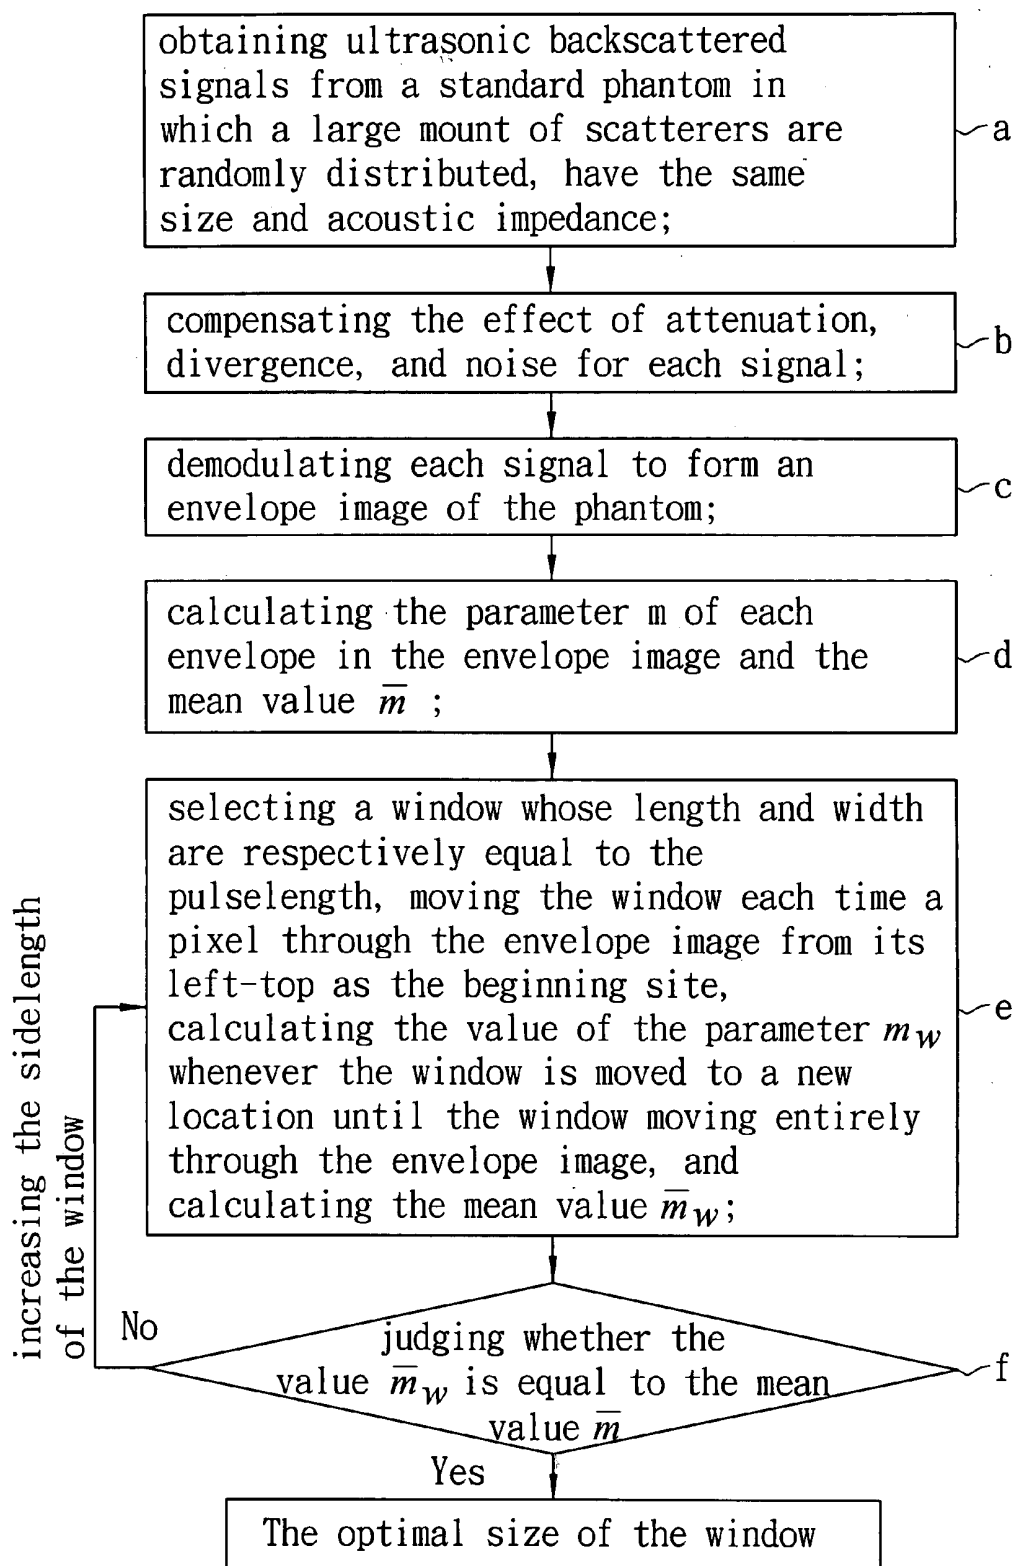 obtaining ultrasonic backscattered
signals from a standard phantom in
which a large mount of scatterers are
randomly distributed, have the same
size and acoustic impedance;
a
compensating the effect of attenuation,
divergence, and noise for each signal;
b
demodulating each signal to form an
envelope image of the phantom;
c
calculating the parameter m of each
envelope in the envelope image and the
mean value m̅ ;
d
selecting a window whose length and width
are respectively equal to the
pulselength, moving the window each time a
pixel through the envelope image from its
left-top as the beginning site,
calculating the value of the parameter m_w
whenever the window is moved to a new
location until the window moving entirely
through the envelope image, and
calculating the mean value m̅_w;
e
increasing the sidelength
of the window
No
judging whether the
value m̅_w is equal to the mean
value m̅
f
Yes
The optimal size of the window